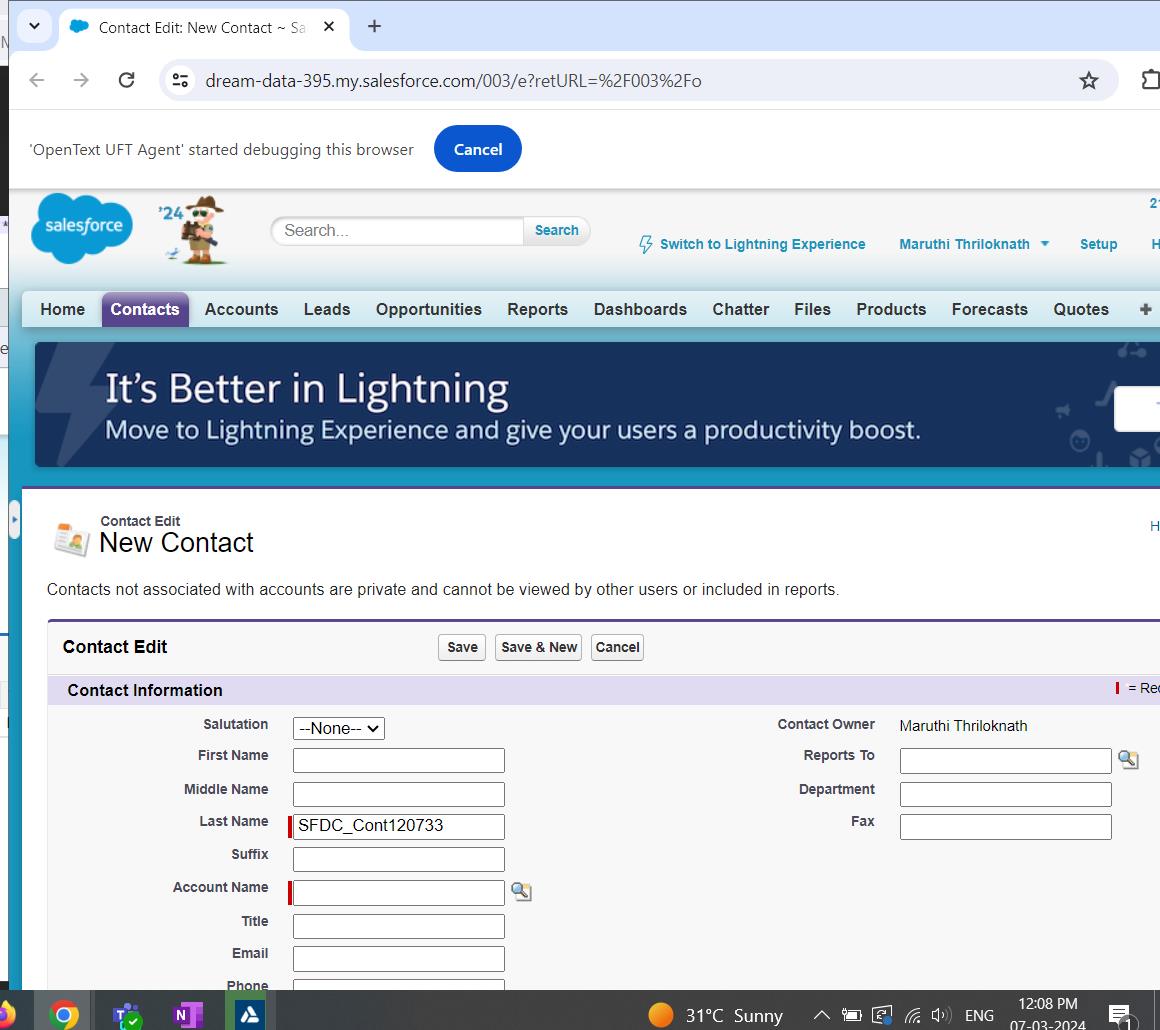 Contact Edit: New Contact ~ Sa
dream-data-395.my.salesforce.com/003/e?retURL=%2F003%2Fo
'OpenText UFT Agent' started debugging this browser
Cancel
salesforce
'24
Search...
Search
Switch to Lightning Experience
Maruthi Thriloknath
Setup
Home
Contacts
Accounts
Leads
Opportunities
Reports
Dashboards
Chatter
Files
Products
Forecasts
Quotes
It's Better in Lightning
Move to Lightning Experience and give your users a productivity boost.
Contact Edit
New Contact
Contacts not associated with accounts are private and cannot be viewed by other users or included in reports.
Contact Edit
Save
Save & New
Cancel
Contact Information
= Rec
Salutation
--None--
Contact Owner
Maruthi Thriloknath
First Name
Reports To
Middle Name
Department
Last Name
SFDC_Cont120733
Fax
Suffix
Account Name
Title
Email
Phone
31°C Sunny
ENG
12:08 PM
07-03-2024